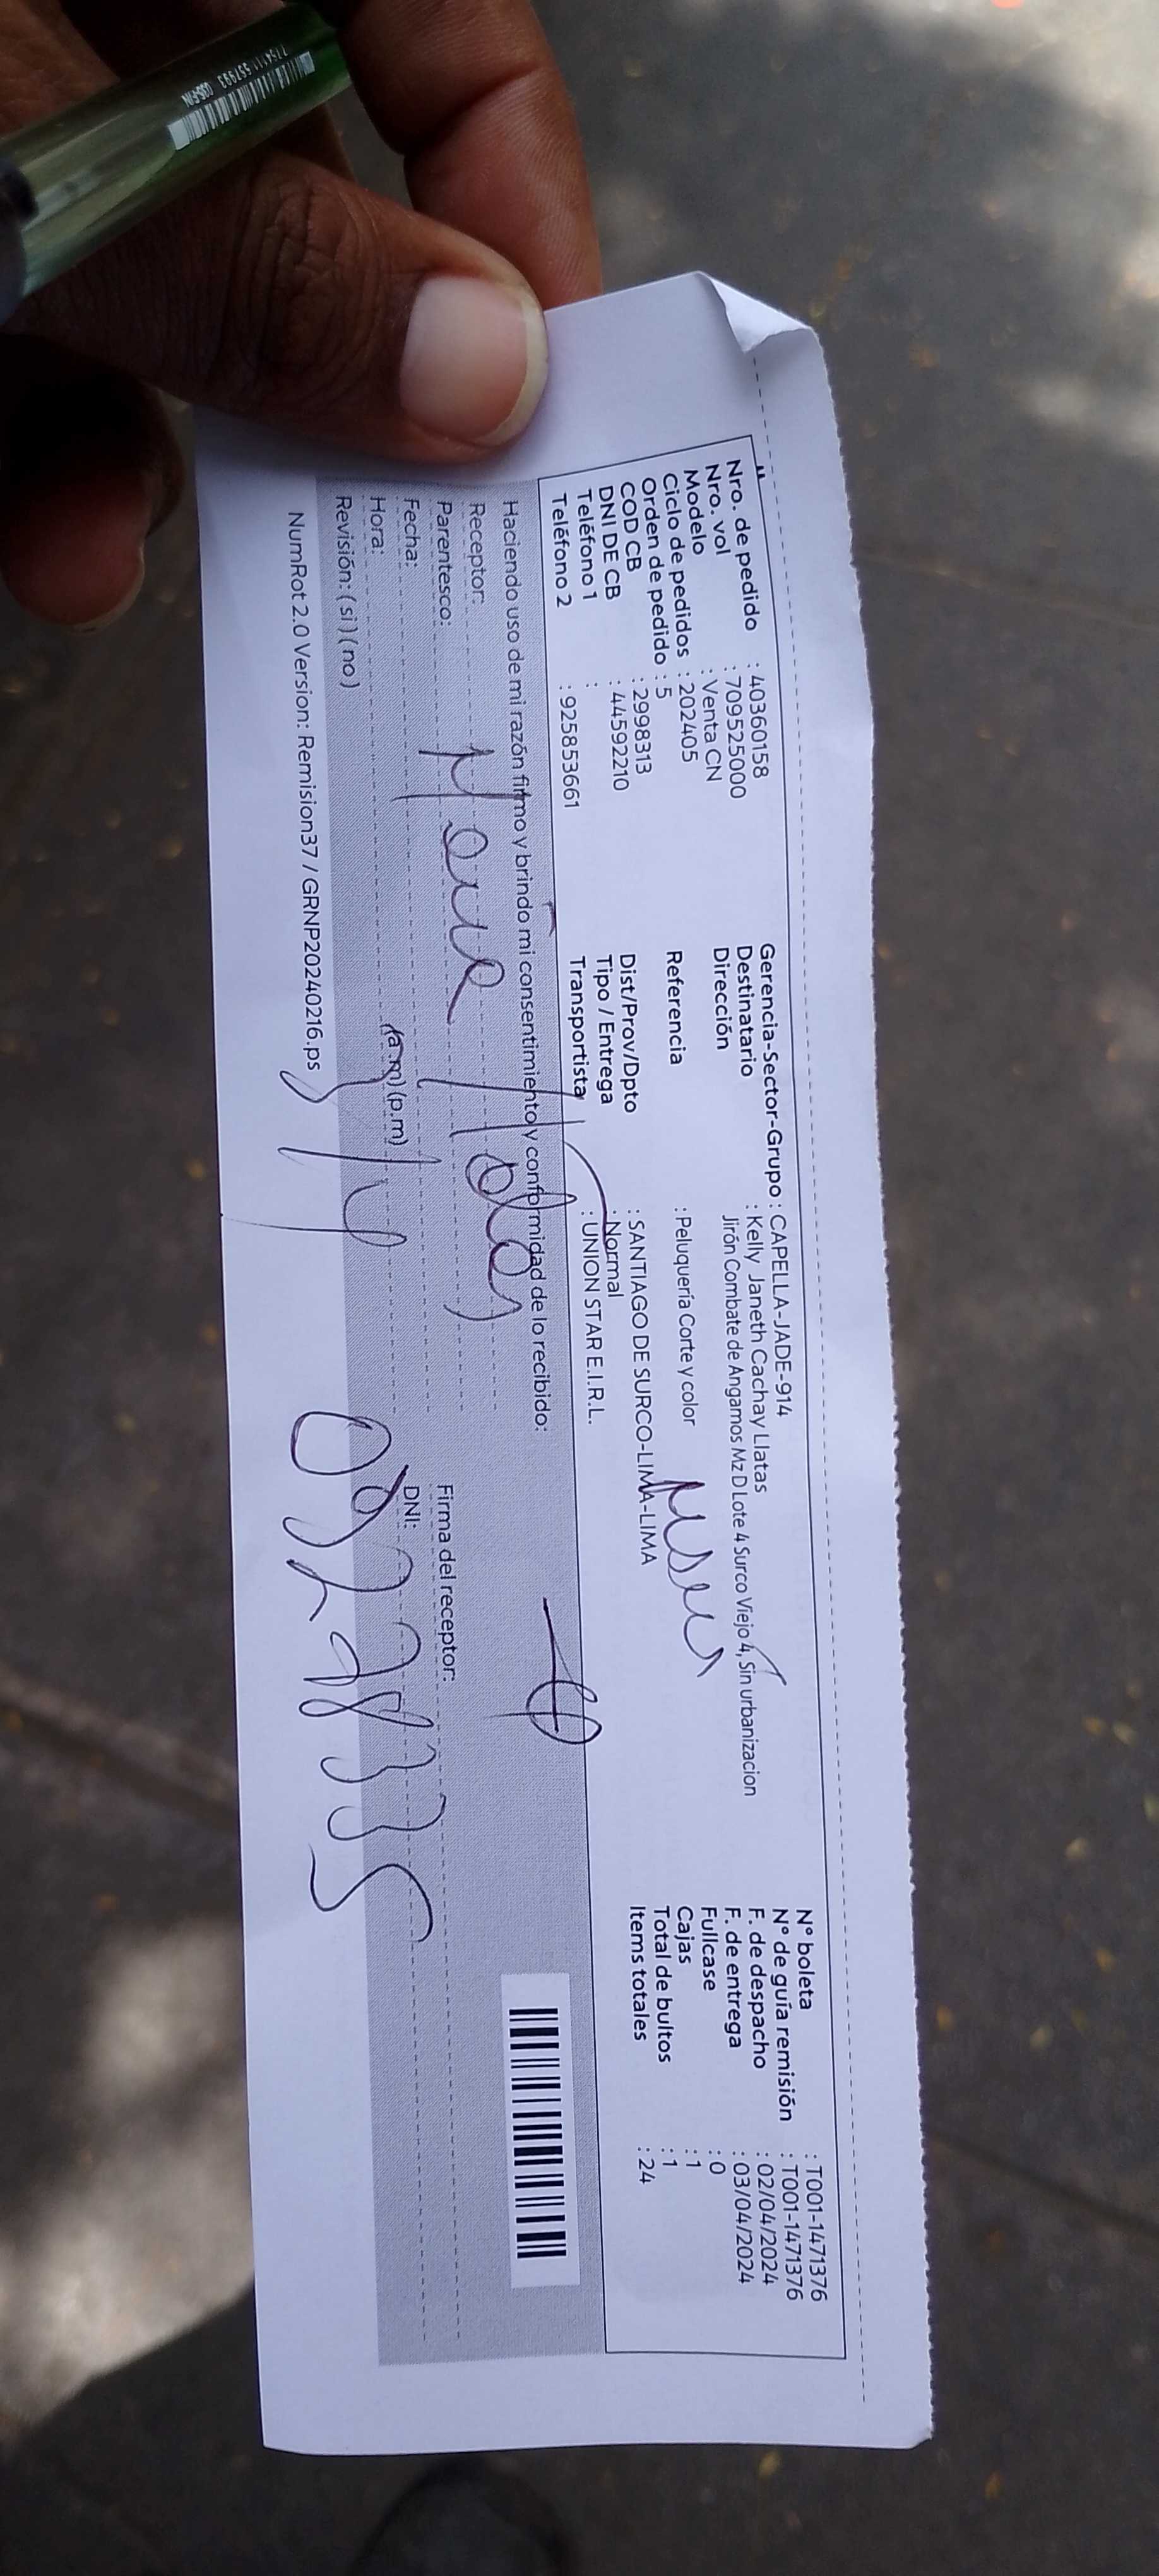 Nro. de pedido : 40360158
Nro. vol : 709525000
Modelo : Venta CN
Ciclo de pedidos : 202405
Orden de pedido : 5
COD CB : 2998313
DNI DE CB : 44592210
Teléfono 1 :
Teléfono 2 : 925853661
Gerencia-Sector-Grupo : CAPELLA-JADE-914
Destinatario : Kelly Janeth Cachay Llatas
Dirección Jirón Combate de Angamos Mz D Lote 4 Surco Viejo 4, Sin urbanizacion
Referencia : Peluquería Corte y color
Dist/Prov/Dpto : SANTIAGO DE SURCO-LIMA-LIMA
Tipo / Entrega : Normal
Transportista : UNION STAR E.I.R.L.
N° boleta : T001-1471376
N° de guía remisión : T001-1471376
F. de despacho : 02/04/2024
F. de entrega : 03/04/2024
Fullcase : 0
Cajas : 1
Total de bultos : 1
Items totales : 24
Haciendo uso de mi razón firmo y brindo mi consentimiento y conformidad de lo recibido:
Receptor:
Parentesco:
Fecha:
Hora: (a.m) (p.m)
Revisión: ( si ) ( no )
Firma del receptor:
DNI:
NumRot 2.0 Version: Remision37 / GRNP20240216.ps